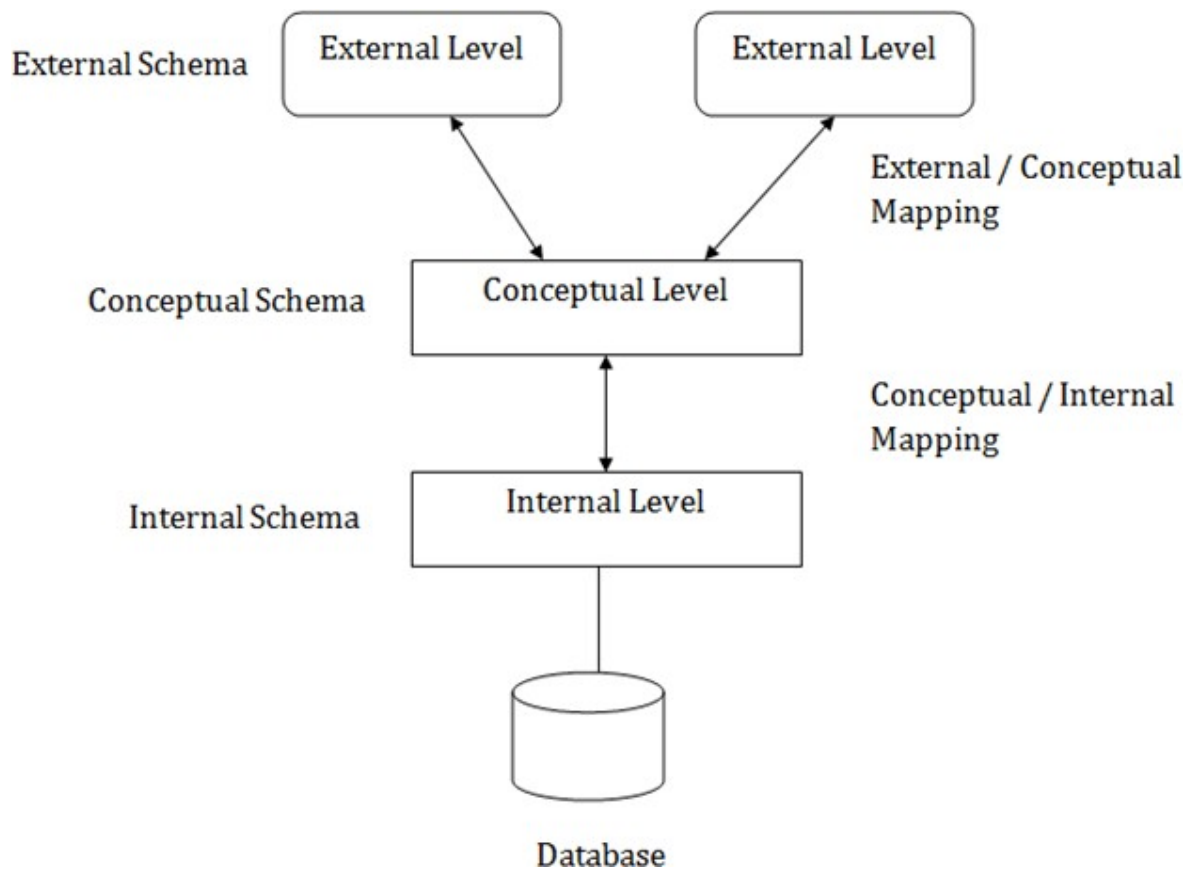 External Level
External Level
External Schema
External / Conceptual
Mapping
Conceptual Level
Conceptual Schema
Conceptual / Internal
Mapping
Internal Level
Internal Schema
Database